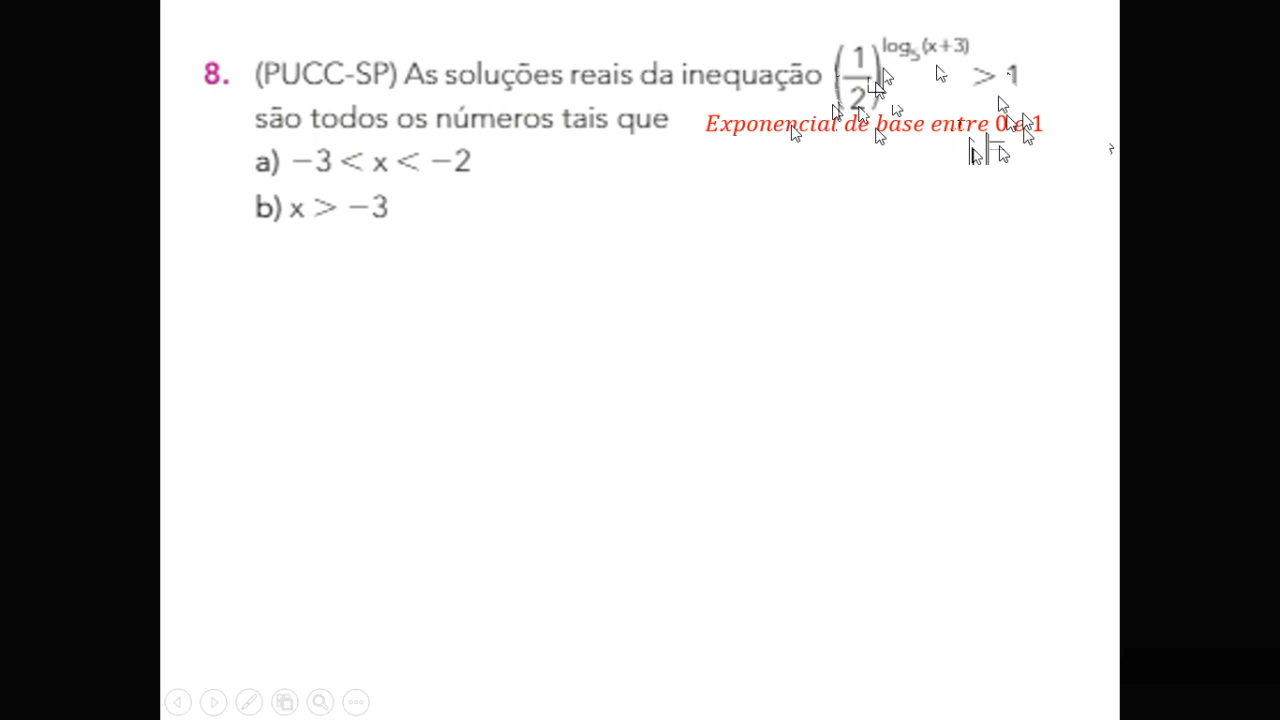 8. (PUCC-SP) As soluções reais da inequação (1/2)^log₅(x+3) > 1
são todos os números tais que
Exponencial de base entre 0 e 1
a) −3 < x < −2
b) x > −3